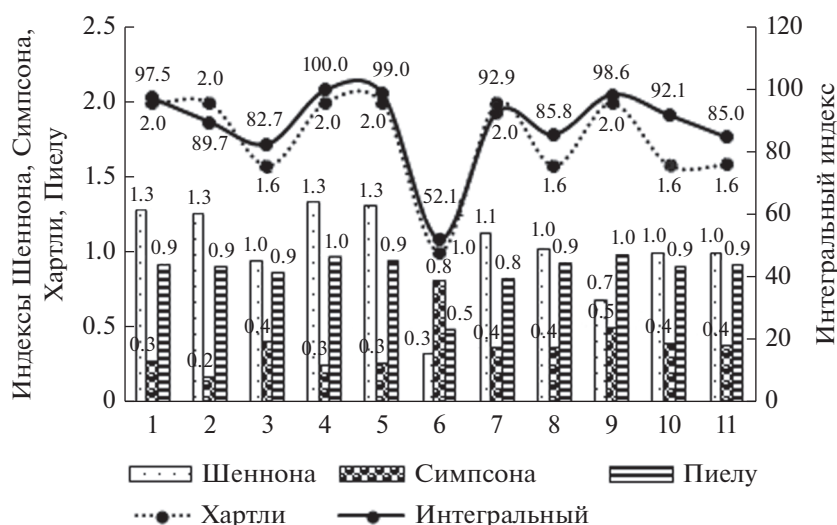 Индексы Шеннона, Симпсона,
Хартли, Пиелу
2.5
2.0
1.5
1.0
0.5
0
120
100
80
60
40
20
0
Интегральный индекс
97.5 2.0 82.7 100.0 99.0 92.9 85.8 98.6 92.1 85.0
2.0 89.7 1.6 2.0 2.0 52.1 2.0 1.6 2.0 1.6 1.6
1.3 1.3 1.0 1.3 1.3 1.0 1.1 1.0 0.7 1.0 1.0
0.9 0.9 0.9 1.0 0.9 0.8 0.8 0.9 1.0 0.9 0.9
0.3 0.2 0.4 0.3 0.3 0.3 0.5 0.4 0.4 0.5 0.4 0.4
1 2 3 4 5 6 7 8 9 10 11
Шеннона Симпсона Пиелу
Хартли Интегральный